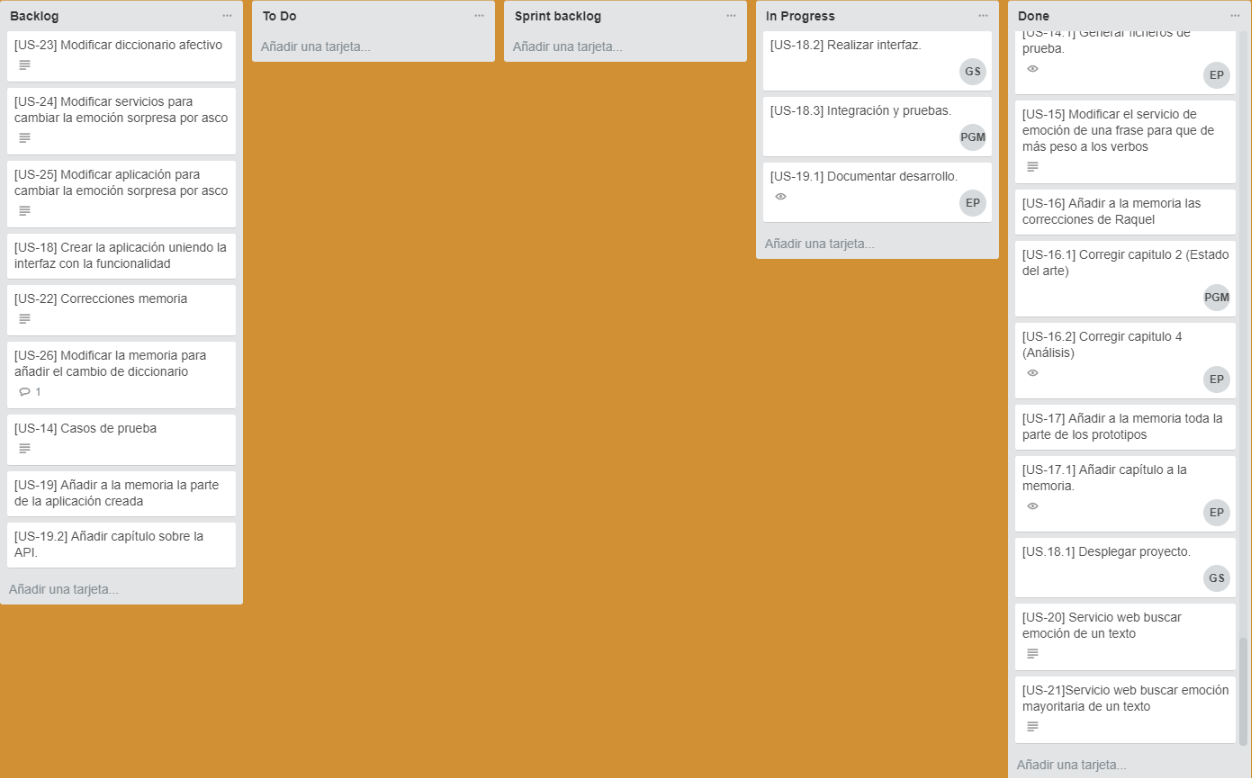 Backlog
[US-23] Modificar diccionario afectivo
[US-24] Modificar servicios para
cambiar la emoción sorpresa por asco
[US-25] Modificar aplicación para
cambiar la emoción sorpresa por asco
[US-18] Crear la aplicación uniendo la
interfaz con la funcionalidad
[US-22] Correcciones memoria
[US-26] Modificar la memoria para
añadir el cambio de diccionario
1
[US-14] Casos de prueba
[US-19] Añadir a la memoria la parte
de la aplicación creada
[US-19.2] Añadir capítulo sobre la
API.
Añadir una tarjeta...
To Do
Añadir una tarjeta...
Sprint backlog
Añadir una tarjeta...
In Progress
[US-18.2] Realizar interfaz.
GS
[US-18.3] Integración y pruebas.
PGM
[US-19.1] Documentar desarrollo.
EP
Añadir una tarjeta...
Done
[US-14.1] Generar ficheros de
prueba.
EP
[US-15] Modificar el servicio de
emoción de una frase para que de
más peso a los verbos
[US-16] Añadir a la memoria las
correcciones de Raquel
[US-16.1] Corregir capitulo 2 (Estado
del arte)
PGM
[US-16.2] Corregir capitulo 4
(Análisis)
EP
[US-17] Añadir a la memoria toda la
parte de los prototipos
[US-17.1] Añadir capítulo a la
memoria.
EP
[US.18.1] Desplegar proyecto.
GS
[US-20] Servicio web buscar
emoción de un texto
[US-21]Servicio web buscar emoción
mayoritaria de un texto
Añadir una tarjeta...